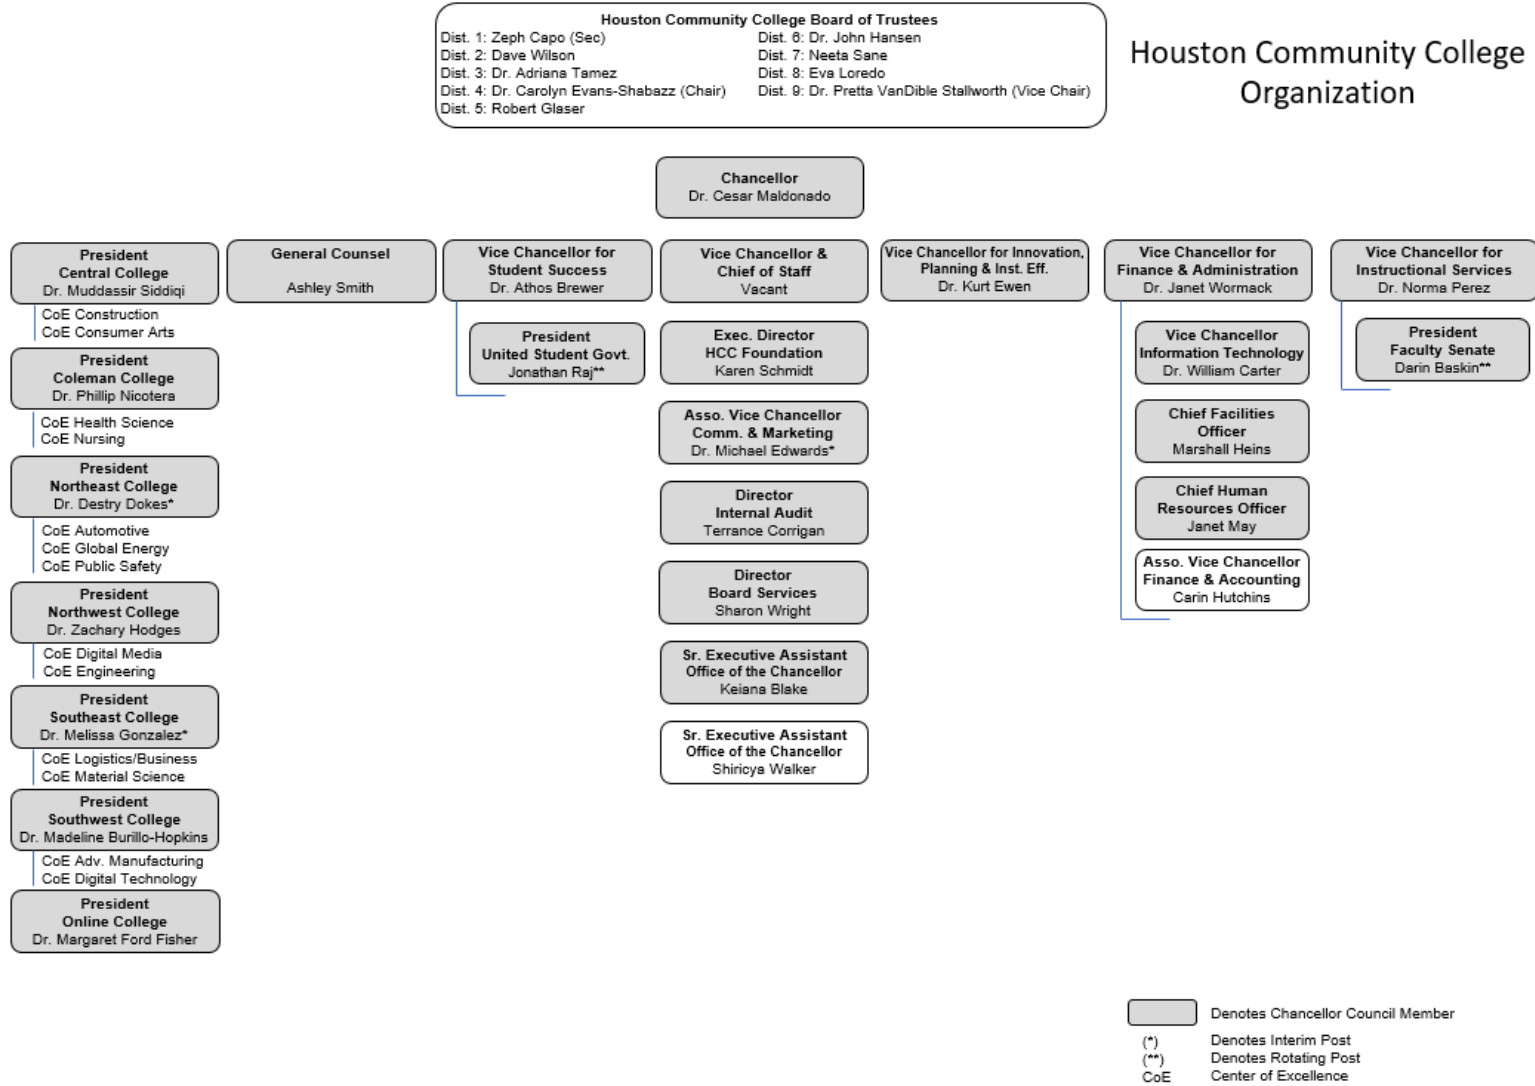 Houston Community College Board of Trustees
Dist. 1: Zeph Capo (Sec)
Dist. 2: Dave Wilson
Dist. 3: Dr. Adriana Tamez
Dist. 4: Dr. Carolyn Evans-Shabazz (Chair)
Dist. 5: Robert Glaser
Dist. 6: Dr. John Hansen
Dist. 7: Neeta Sane
Dist. 8: Eva Loredo
Dist. 9: Dr. Pretta VanDible Stallworth (Vice Chair)
Houston Community College
Organization
Chancellor
Dr. Cesar Maldonado
President
Central College
Dr. Muddassir Siddiqi
CoE Construction
CoE Consumer Arts
President
Coleman College
Dr. Phillip Nicotera
CoE Health Science
CoE Nursing
President
Northeast College
Dr. Destry Dokes*
CoE Automotive
CoE Global Energy
CoE Public Safety
President
Northwest College
Dr. Zachary Hodges
CoE Digital Media
CoE Engineering
President
Southeast College
Dr. Melissa Gonzalez*
CoE Logistics/Business
CoE Material Science
President
Southwest College
Dr. Madeline Burillo-Hopkins
CoE Adv. Manufacturing
CoE Digital Technology
President
Online College
Dr. Margaret Ford Fisher
General Counsel
Ashley Smith
Vice Chancellor for
Student Success
Dr. Athos Brewer
President
United Student Govt.
Jonathan Raj**
Vice Chancellor &
Chief of Staff
Vacant
Exec. Director
HCC Foundation
Karen Schmidt
Asso. Vice Chancellor
Comm. & Marketing
Dr. Michael Edwards*
Director
Internal Audit
Terrance Corrigan
Director
Board Services
Sharon Wright
Sr. Executive Assistant
Office of the Chancellor
Keiana Blake
Sr. Executive Assistant
Office of the Chancellor
Shiricya Walker
Vice Chancellor for Innovation,
Planning & Inst. Eff.
Dr. Kurt Ewen
Vice Chancellor for
Finance & Administration
Dr. Janet Wormack
Vice Chancellor
Information Technology
Dr. William Carter
Chief Facilities
Officer
Marshall Heins
Chief Human
Resources Officer
Janet May
Asso. Vice Chancellor
Finance & Accounting
Carin Hutchins
Vice Chancellor for
Instructional Services
Dr. Norma Perez
President
Faculty Senate
Darin Baskin**
Denotes Chancellor Council Member
(*) Denotes Interim Post
(**) Denotes Rotating Post
CoE Center of Excellence